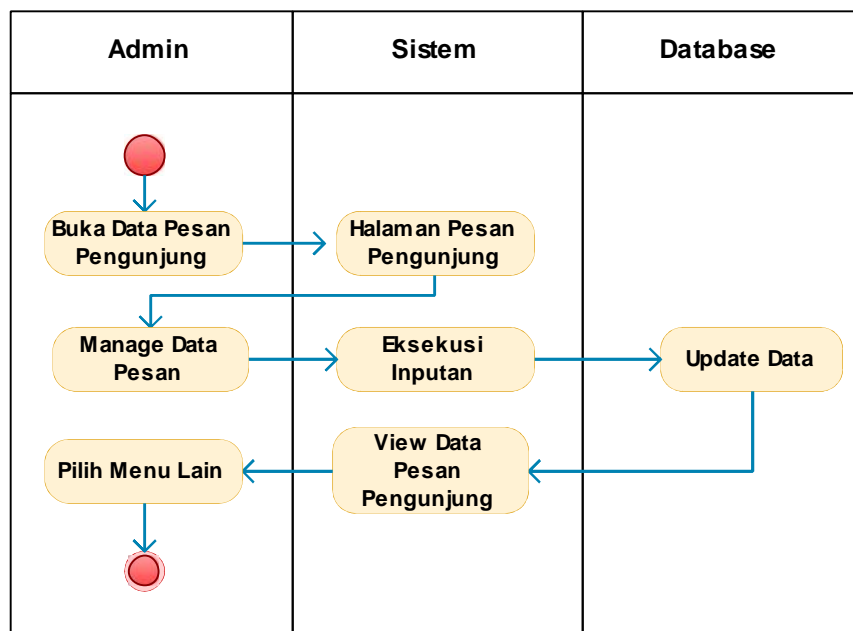 Admin
Sistem
Database
Buka Data Pesan
Pengunjung
Halaman Pesan
Pengunjung
Manage Data
Pesan
Eksekusi
Inputan
Update Data
View Data
Pesan
Pengunjung
Pilih Menu Lain